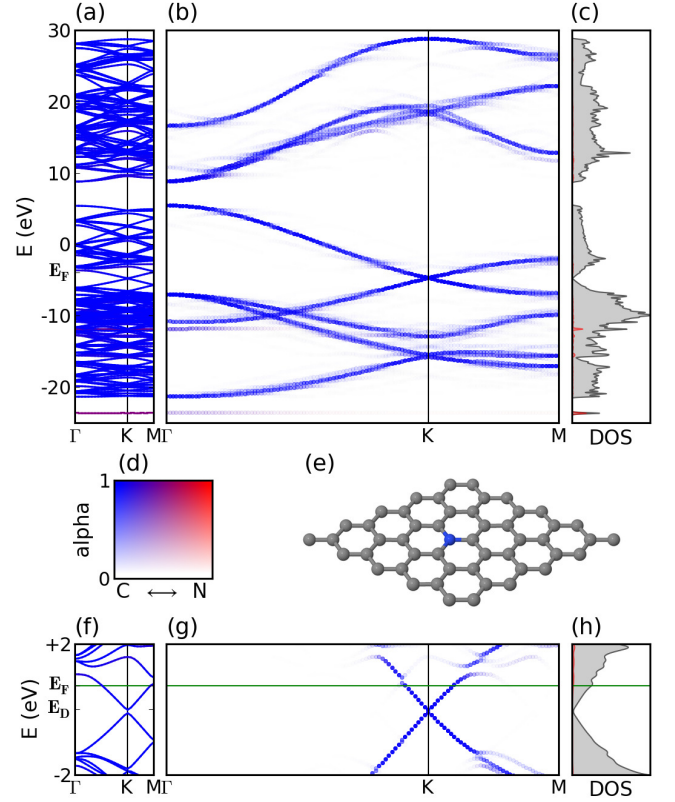 (a) (b) (c)
30
20
10
0
E_F
-10
-20
E (eV)
Γ K M Γ K M DOS
(d) (e)
1
alpha
0
C ↔ N
(f) (g) (h)
+2
E_F
E_D
-2
E (eV)
Γ K M Γ K M DOS